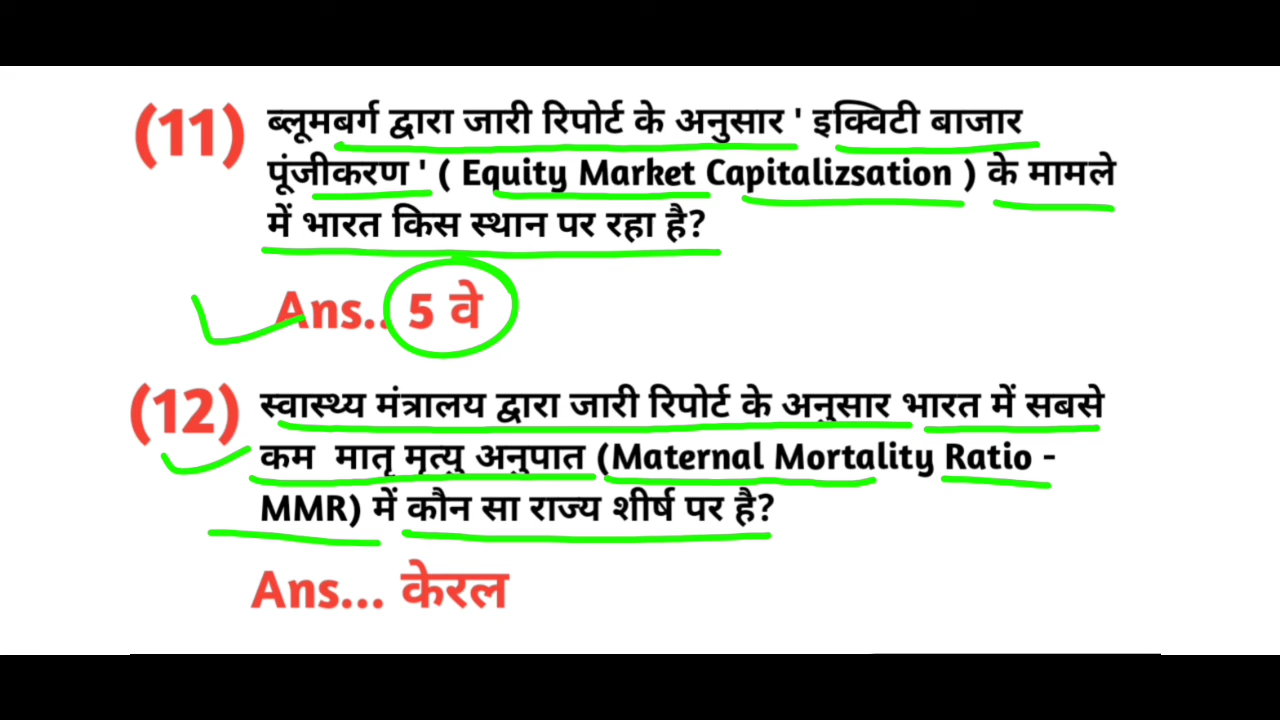 (11) ब्लूमबर्ग द्वारा जारी रिपोर्ट के अनुसार ' इक्विटी बाजार
पूंजीकरण ' ( Equity Market Capitalizsation ) के मामले
में भारत किस स्थान पर रहा है?
Ans.. 5 वे
(12) स्वास्थ्य मंत्रालय द्वारा जारी रिपोर्ट के अनुसार भारत में सबसे
कम मातृ मृत्यु अनुपात (Maternal Mortality Ratio -
MMR) में कौन सा राज्य शीर्ष पर है?
Ans... केरल